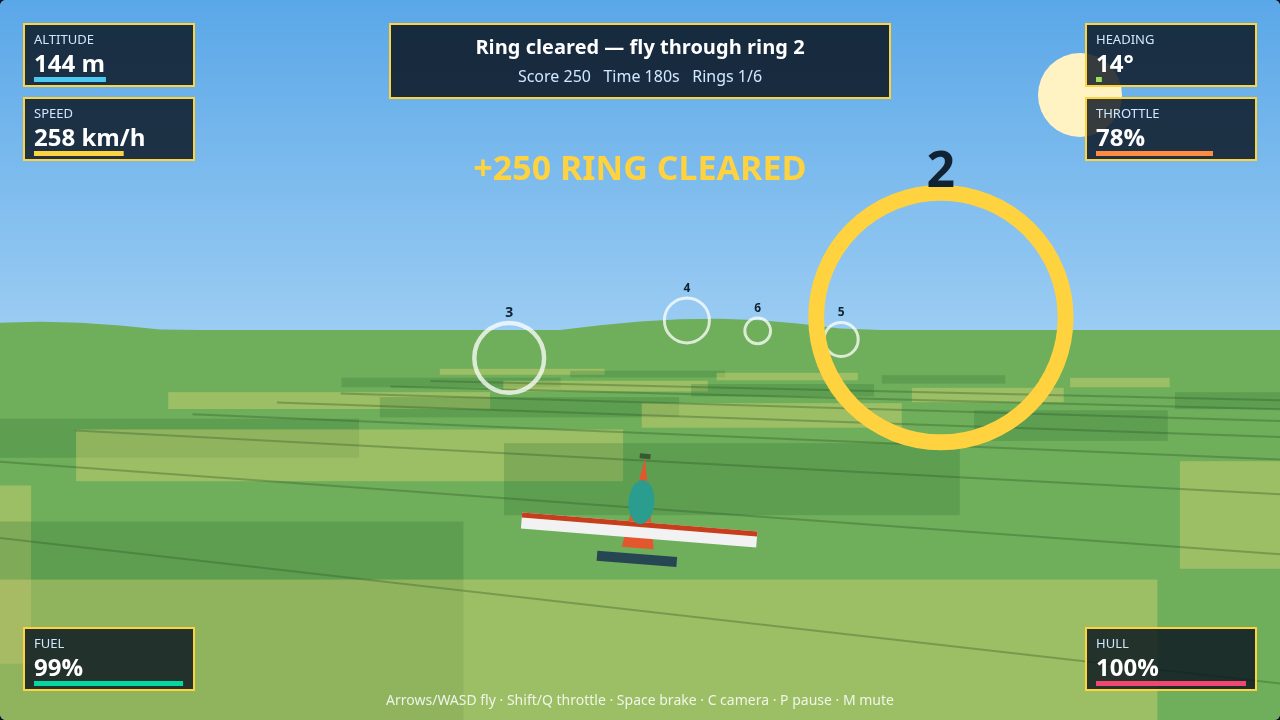 ALTITUDE
144 m
SPEED
258 km/h
Ring cleared — fly through ring 2
Score 250 Time 180s Rings 1/6
HEADING
14°
THROTTLE
78%
+250 RING CLEARED
2
4
6
5
3
FUEL
99%
HULL
100%
Arrows/WASD fly · Shift/Q throttle · Space brake · C camera · P pause · M mute